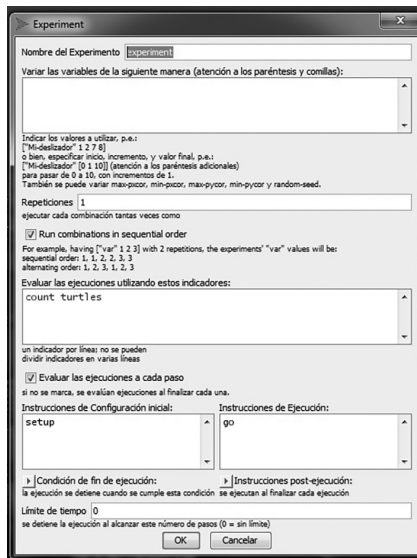 Experiment
Nombre del Experimento experiment
Variar las variables de la siguiente manera (atención a los paréntesis y comillas):
Indicar los valores a utilizar, p.e.:
["Mi-deslizador" 1 2 7 8]
o bien, especificar inicio, incremento, y valor final, p.e.:
["Mi-deslizador" [0 1 10]] (atención a los paréntesis adicionales)
para pasar de 0 a 10, con incrementos de 1.
También se puede variar max-pxcor, min-pxcor, max-pycor, min-pycor y random-seed.
Repeticiones 1
ejecutar cada combinación tantas veces como
Run combinations in sequential order
For example, having ["var" 1 2 3] with 2 repetitions, the experiments' "var" values will be:
sequential order: 1, 1, 2, 2, 3, 3
alternating order: 1, 2, 3, 1, 2, 3
Evaluar las ejecuciones utilizando estos indicadores:
count turtles
un indicador por línea; no se pueden
dividir indicadores en varias líneas
Evaluar las ejecuciones a cada paso
si no se marca, se evalúan ejecuciones al finalizar cada una.
Instrucciones de Configuración inicial: Instrucciones de Ejecución:
setup go
Condición de fin de ejecución: Instrucciones post-ejecución:
la ejecución se detiene cuando se cumple esta condición se ejecutan al finalizar cada ejecución
Límite de tiempo 0
se detiene la ejecución al alcanzar este número de pasos (0 = sin límite)
OK Cancelar